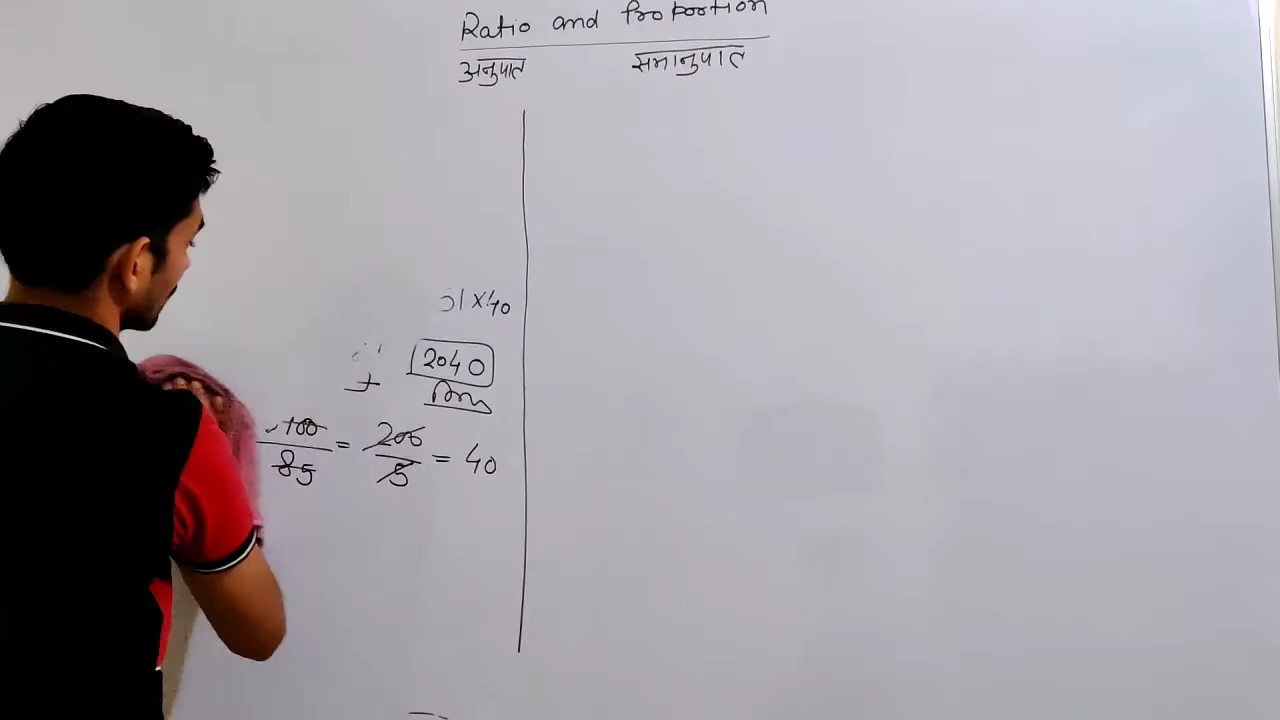 Ratio and Proportion
अनुपात समानुपात
51×40
2040
100/85 = 200/5 = 40